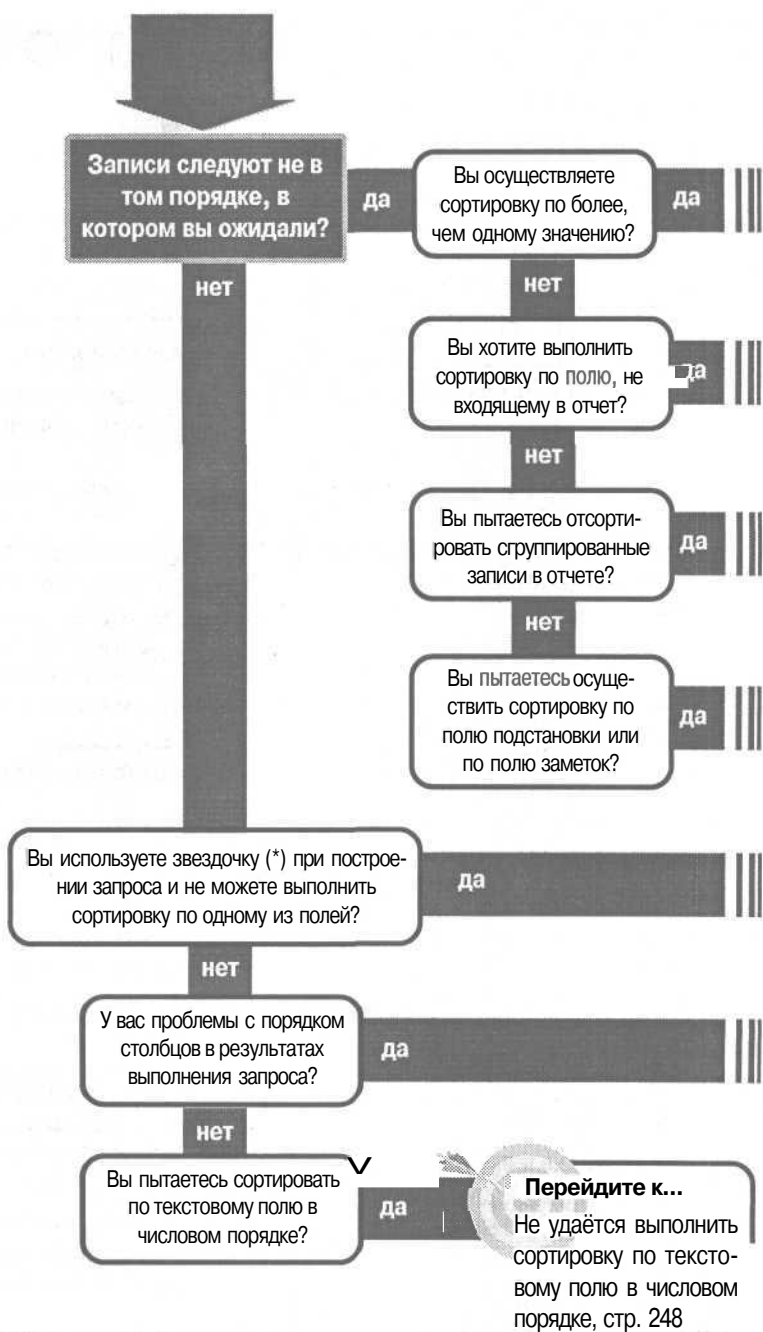 Записи следуют не в
том порядке, в
котором вы ожидали?
да
Вы осуществляете
сортировку по более,
чем одному значению?
да
нет
нет
Вы хотите выполнить
сортировку по полю, не
входящему в отчет?
да
нет
Вы пытаетесь отсорти-
ровать сгруппированные
записи в отчете?
да
нет
Вы пытаетесь осуще-
ствить сортировку по
полю подстановки или
по полю заметок?
да
Вы используете звездочку (*) при построе-
нии запроса и не можете выполнить
сортировку по одному из полей?
да
нет
У вас проблемы с порядком
столбцов в результатах
выполнения запроса?
да
нет
Вы пытаетесь сортировать
по текстовому полю в
числовом порядке?
да
Перейдите к...
Не удаётся выполнить
сортировку по тексто-
вому полю в числовом
порядке, стр. 248